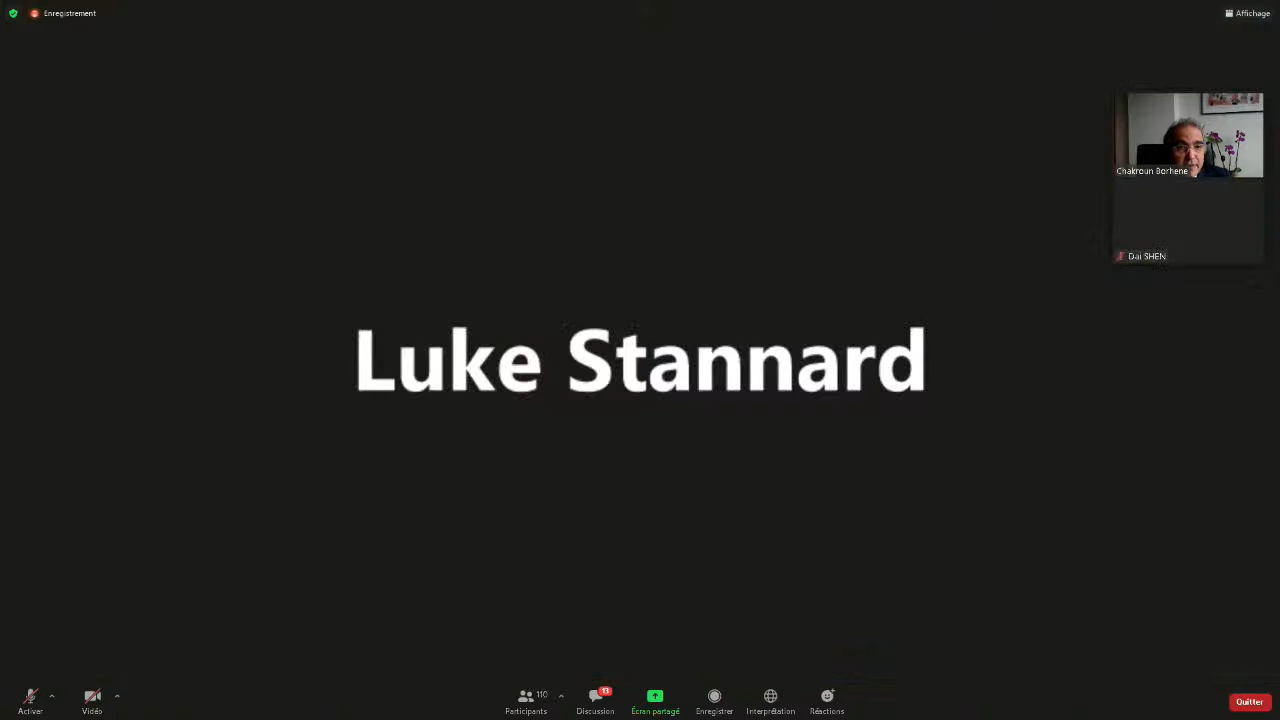 Enregistrement
Affichage
Chakroun Borhene
Dai SHEN
Luke Stannard
Activer
Vidéo
110
Participants
13
Discussion
Écran partagé
Enregistrer
Interprétation
Réactions
Quitter